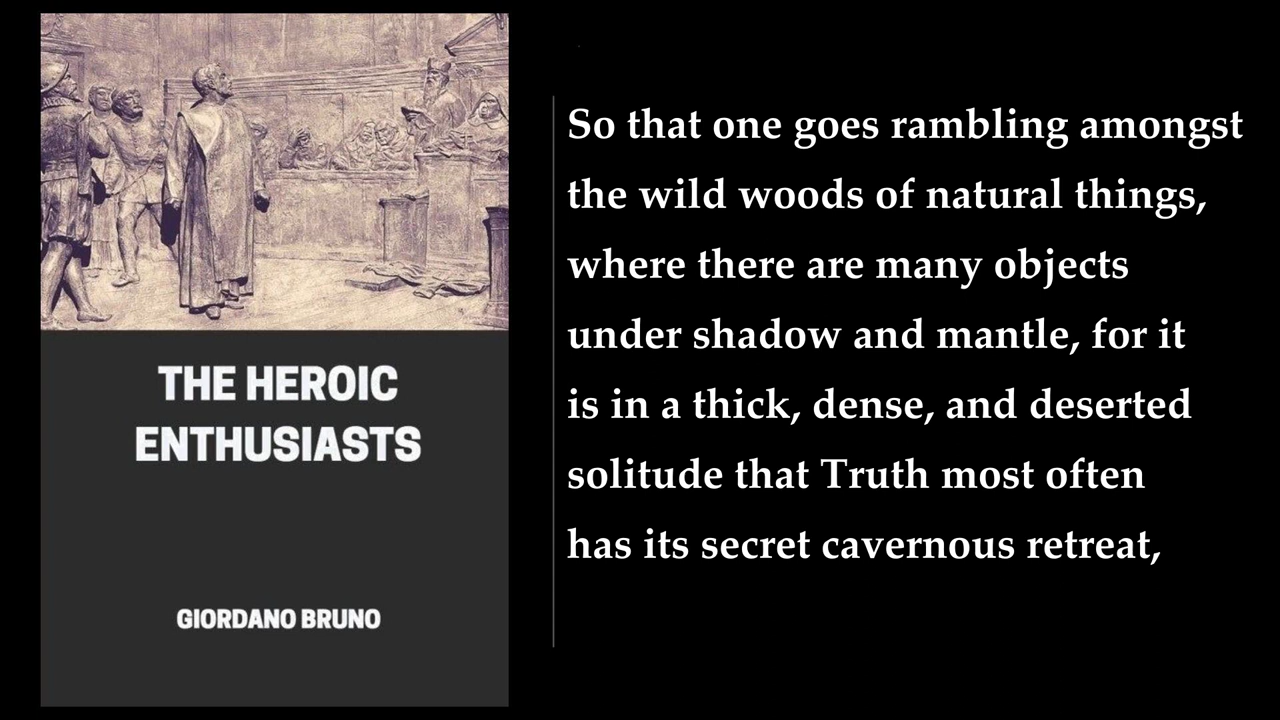 THE HEROIC
ENTHUSIASTS
GIORDANO BRUNO
So that one goes rambling amongst
the wild woods of natural things,
where there are many objects
under shadow and mantle, for it
is in a thick, dense, and deserted
solitude that Truth most often
has its secret cavernous retreat,